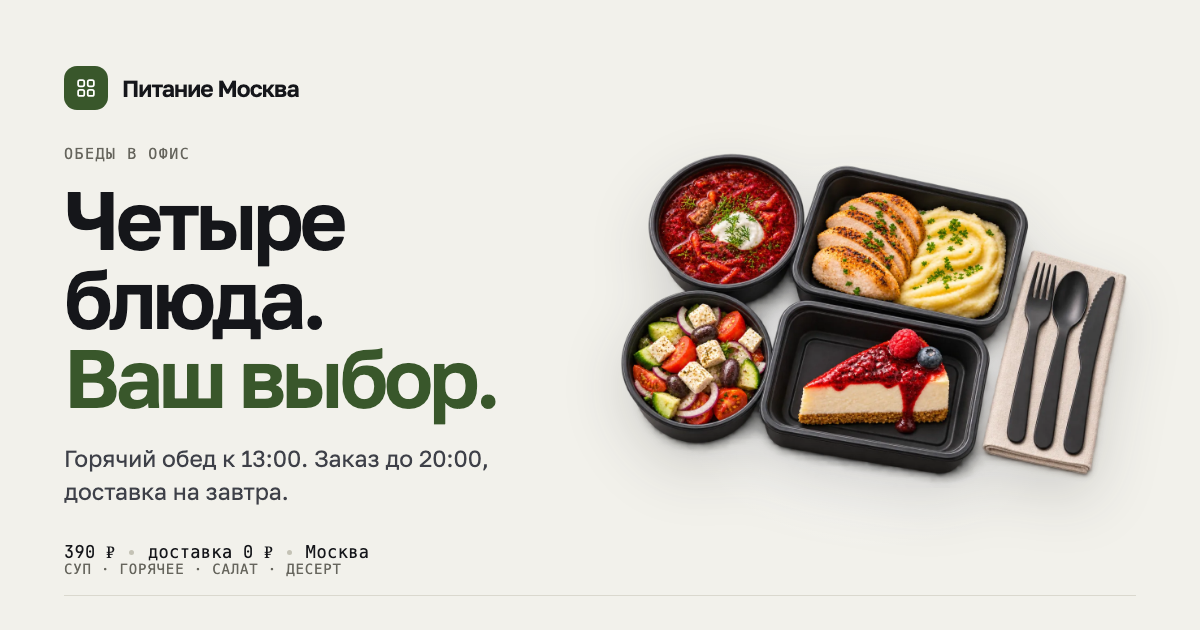 Питание Москва
ОБЕДЫ В ОФИС
Четыре
блюда.
Ваш выбор.
Горячий обед к 13:00. Заказ до 20:00,
доставка на завтра.
390 ₽ • доставка 0 ₽ • Москва
СУП · ГОРЯЧЕЕ · САЛАТ · ДЕСЕРТ